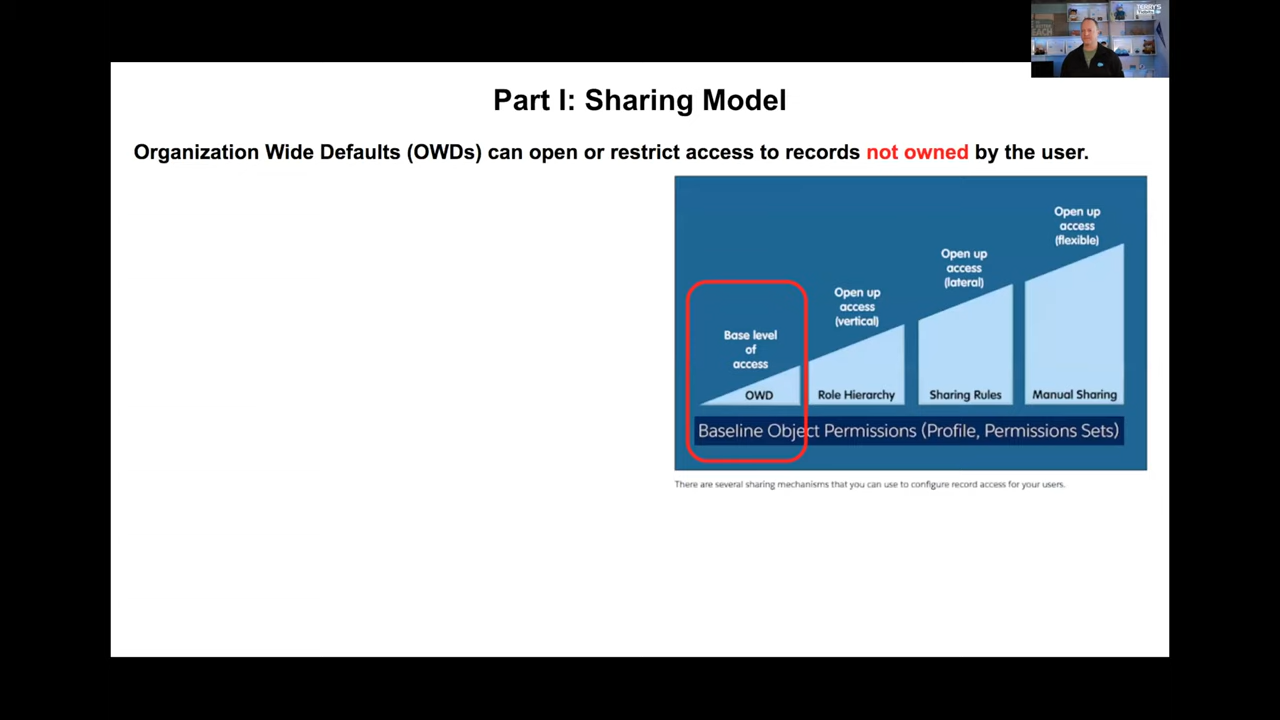 TERRY'S
Part I: Sharing Model
Organization Wide Defaults (OWDs) can open or restrict access to records not owned by the user.
Open up
access
(flexible)
Open up
access
(lateral)
Open up
access
(vertical)
Base level
of
access
OWD
Role Hierarchy
Sharing Rules
Manual Sharing
Baseline Object Permissions (Profile, Permissions Sets)
There are several sharing mechanisms that you can use to configure record access for your users.